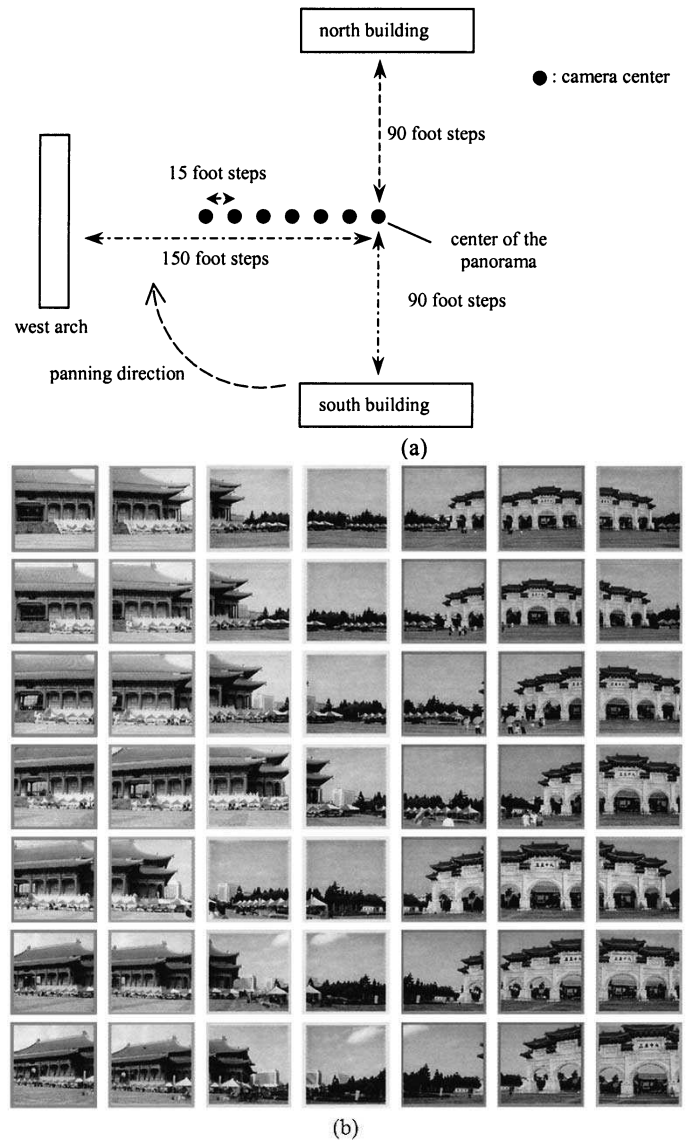 north building
: camera center
90 foot steps
15 foot steps
center of the
panorama
150 foot steps
90 foot steps
west arch
panning direction
south building
(a)
(b)